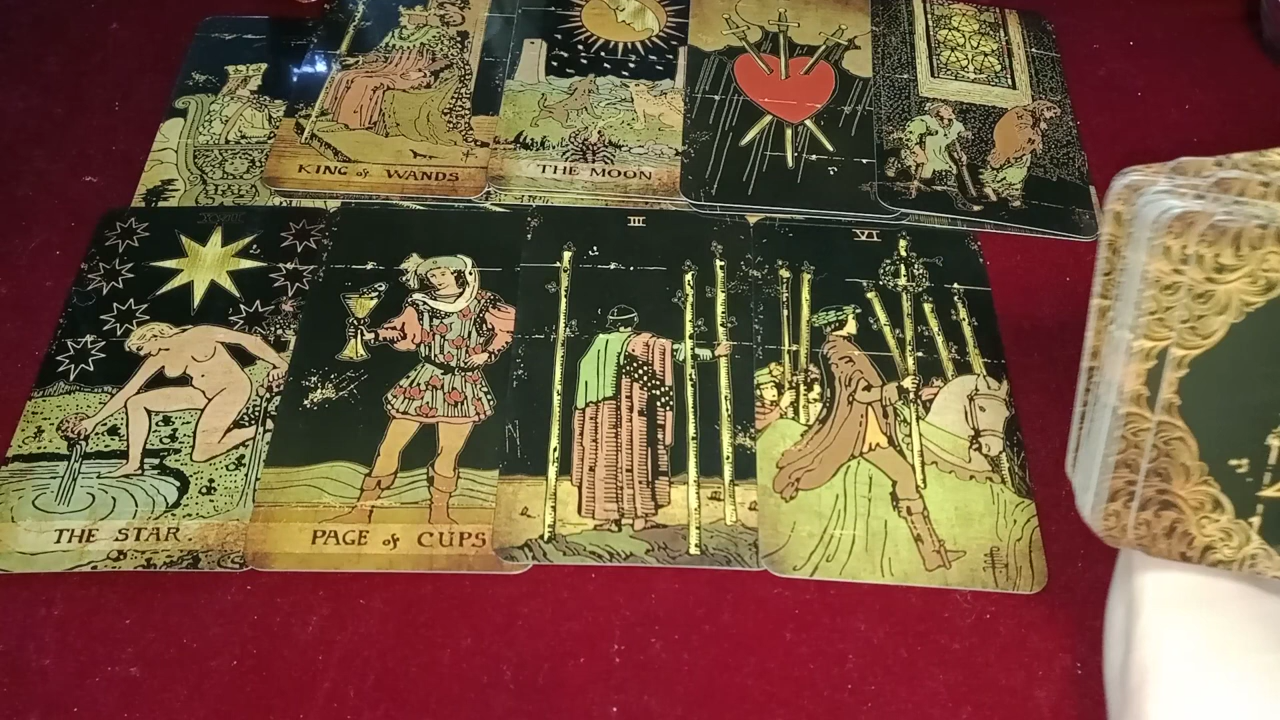 KING of WANDS
THE MOON
III
VI
THE STAR.
PAGE of CUPS